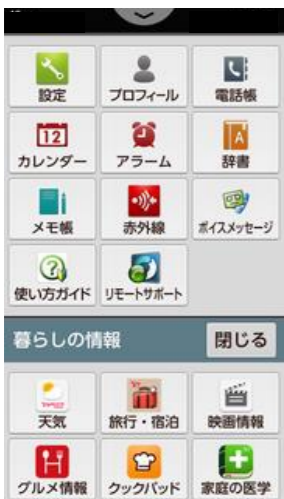 設定 プロフィール 電話帳
12 A
カレンダー アラーム 辞書
メモ帳 赤外線 ボイスメッセージ
使い方ガイド リモートサポート
暮らしの情報 閉じる
天気 旅行・宿泊 映画情報
グルメ情報 クックパッド 家庭の医学